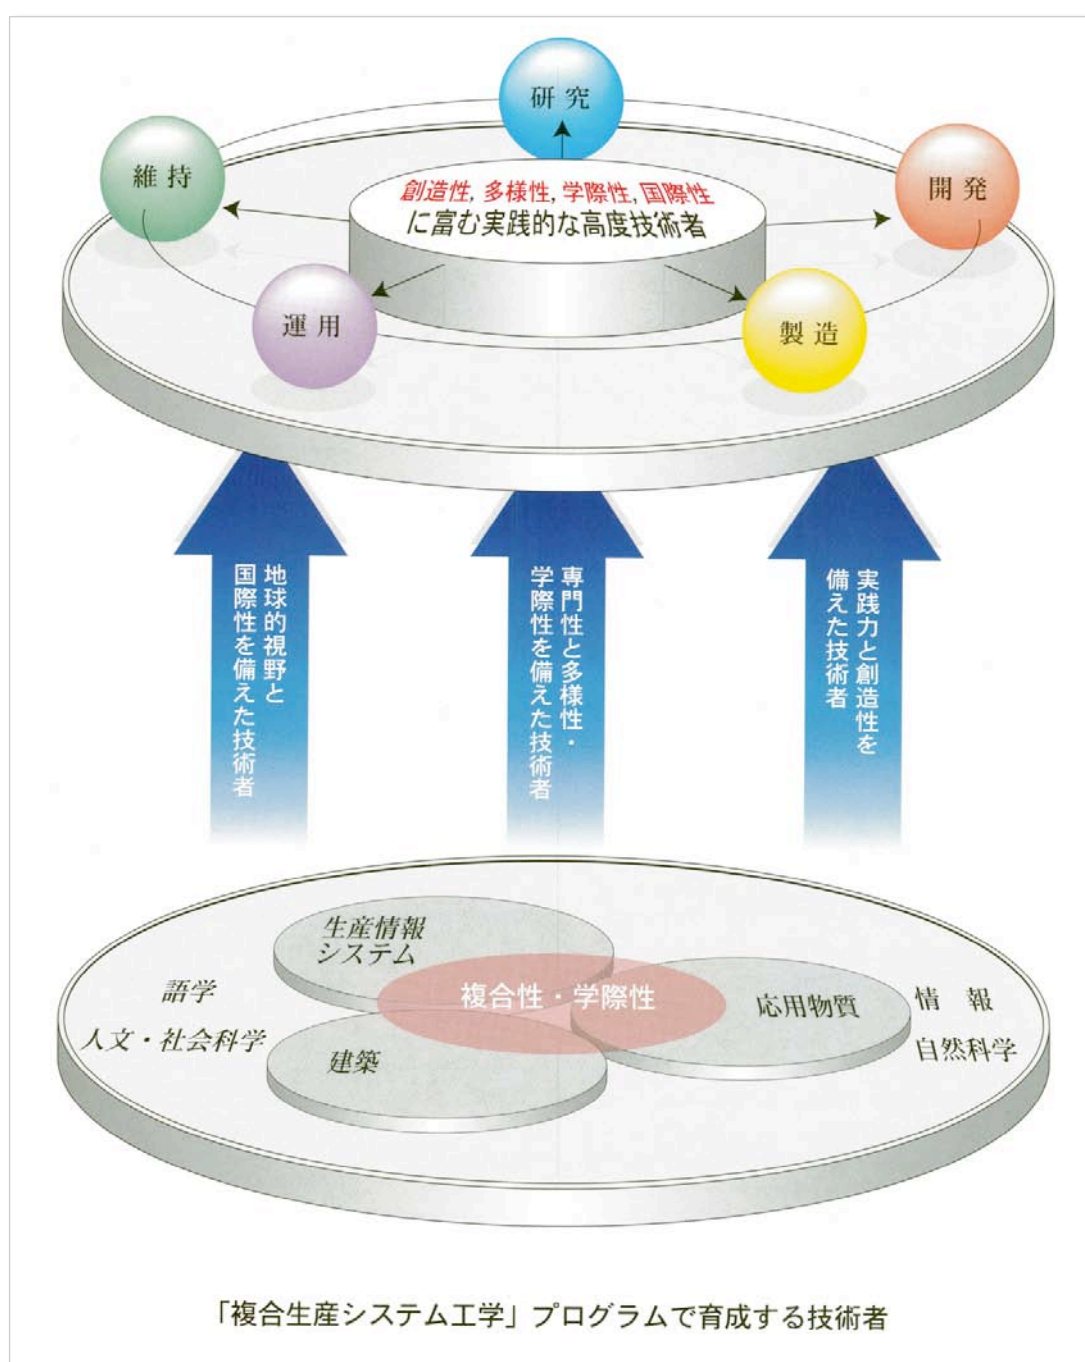 研究
維持
開発
創造性, 多様性, 学際性, 国際性
に富む実践的な高度技術者
運用
製造
地球的視野と
国際性を備えた技術者
専門性と多様性・
学際性を備えた技術者
実践力と創造性を
備えた技術者
生産情報
システム
語学
人文・社会科学
複合性・学際性
応用物質
情 報
自然科学
建築
「複合生産システム工学」プログラムで育成する技術者